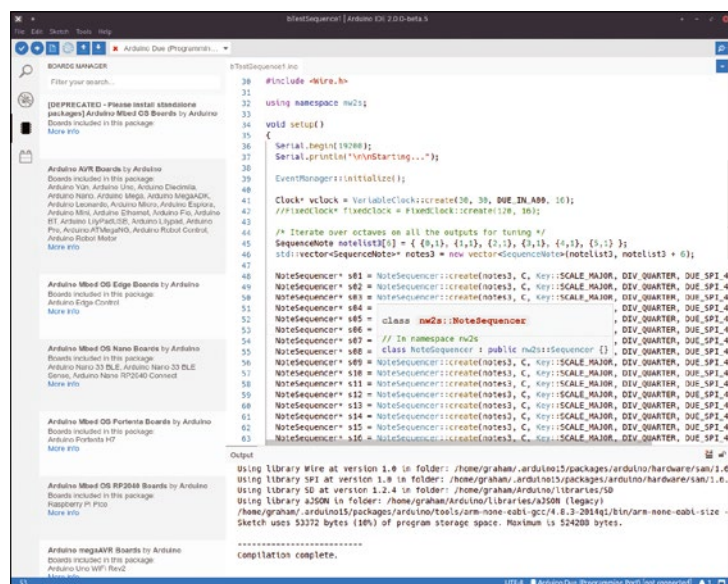 bTestSequence1 | Arduino IDE 2.0.0-beta.5
File Edit Sketch Tools Help
Arduino Due (Programmin...
BOARDS MANAGER
Filter your search...
[DEPRECATED - Please install standalone
packages] Arduino Mbed OS Boards by Arduino
Boards included in this package:
More info
Arduino AVR Boards by Arduino
Boards included in this package:
Arduino Yún, Arduino Uno, Arduino Diecimila,
Arduino Nano, Arduino Mega, Arduino MegaADK,
Arduino Leonardo, Arduino Micro, Arduino Esplora,
Arduino Mini, Arduino Ethernet, Arduino Fio, Arduino
BT, Arduino LilyPadUSB, Arduino Lilypad, Arduino
Pro, Arduino ATMegaNG, Arduino Robot Control,
Arduino Robot Motor
More info
Arduino Mbed OS Edge Boards by Arduino
Boards included in this package:
Arduino Edge Control
More info
Arduino Mbed OS Nano Boards by Arduino
Boards included in this package:
Arduino Nano 33 BLE, Arduino Nano 33 BLE
Sense, Arduino Nano RP2040 Connect
More info
Arduino Mbed OS Portenta Boards by Arduino
Boards included in this package:
Arduino Portenta H7
More info
Arduino Mbed OS RP2040 Boards by Arduino
Boards included in this package:
Raspberry Pi Pico
More info
Arduino megaAVR Boards by Arduino
Boards included in this package:
Arduino Uno WiFi Rev2
More info
bTestSequence1.ino
30 #include <Wire.h>
31
32 using namespace nw2s;
33
34 void setup()
35 {
36 Serial.begin(19200);
37 Serial.println("\n\nStarting...");
38
39 EventManager::initialize();
40
41 Clock* vclock = VariableClock::create(30, 30, DUE_IN_A00, 16);
42 //FixedClock* fixedClock = FixedClock::create(120, 16);
43
44 /* Iterate over octaves on all the outputs for tuning */
45 SequenceNote notelist3[6] = { {0,1}, {1,1}, {2,1}, {3,1}, {4,1}, {5,1} };
46 std::vector<SequenceNote>* notes3 = new vector<SequenceNote>(notelist3, notelist3 + 6);
47
48 NoteSequencer* s01 = NoteSequencer::create(notes3, C, Key::SCALE_MAJOR, DIV_QUARTER, DUE_SPI_4
49 NoteSequencer* s02 = NoteSequencer::create(notes3, C, Key::SCALE_MAJOR, DIV_QUARTER, DUE_SPI_4
50 NoteSequencer* s03 = NoteSequencer::create(notes3, C, Key::SCALE_MAJOR, DIV_QUARTER, DUE_SPI_4
51 NoteSequencer* s04 = , DIV_QUARTER, DUE_SPI_4
52 NoteSequencer* s05 = class nw2s::NoteSequencer , DIV_QUARTER, DUE_SPI_4
53 NoteSequencer* s06 = , DIV_QUARTER, DUE_SPI_4
54 NoteSequencer* s07 = // In namespace nw2s , DIV_QUARTER, DUE_SPI_4
55 NoteSequencer* s08 = class NoteSequencer : public nw2s::Sequencer {} , DIV_QUARTER, DUE_SPI_4
56 NoteSequencer* s09 = NoteSequencer::create(notes3, C, Key::SCALE_MAJOR, DIV_QUARTER, DUE_SPI_4
57 NoteSequencer* s10 = NoteSequencer::create(notes3, C, Key::SCALE_MAJOR, DIV_QUARTER, DUE_SPI_4
58 NoteSequencer* s11 = NoteSequencer::create(notes3, C, Key::SCALE_MAJOR, DIV_QUARTER, DUE_SPI_4
59 NoteSequencer* s12 = NoteSequencer::create(notes3, C, Key::SCALE_MAJOR, DIV_QUARTER, DUE_SPI_4
60 NoteSequencer* s13 = NoteSequencer::create(notes3, C, Key::SCALE_MAJOR, DIV_QUARTER, DUE_SPI_4
61 NoteSequencer* s14 = NoteSequencer::create(notes3, C, Key::SCALE_MAJOR, DIV_QUARTER, DUE_SPI_4
62 NoteSequencer* s15 = NoteSequencer::create(notes3, C, Key::SCALE_MAJOR, DIV_QUARTER, DUE_SPI_4
63 NoteSequencer* s16 = NoteSequencer::create(notes3, C, Key::SCALE_MAJOR, DIV_QUARTER, DUE_SPI_4
Output
Using library Wire at version 1.0 in folder: /home/graham/.arduino15/packages/arduino/hardware/sam/1.6.
Using library SPI at version 1.0 in folder: /home/graham/.arduino15/packages/arduino/hardware/sam/1.6.
Using library SD at version 1.2.4 in folder: /home/graham/Arduino/libraries/SD
Using library aJSON in folder: /home/graham/Arduino/libraries/aJSON (legacy)
/home/graham/.arduino15/packages/arduino/tools/arm-none-eabi-gcc/4.8.3-2014q1/bin/arm-none-eabi-size -
Sketch uses 53372 bytes (10%) of program storage space. Maximum is 524288 bytes.
-------------------------
Compilation complete.
UTF-8 Arduino Due (Programming Port) [not connected]